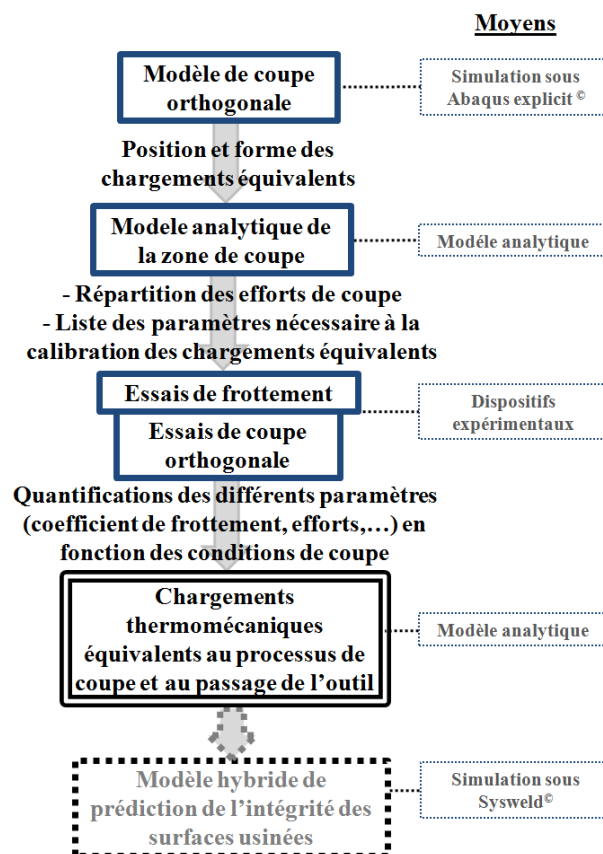 Moyens
Modèle de coupe
orthogonale
Simulation sous
Abaqus explicit ©
Position et forme des
chargements équivalents
Modele analytique de
la zone de coupe
Modéle analytique
- Répartition des efforts de coupe
- Liste des paramètres nécessaire à la
calibration des chargements équivalents
Essais de frottement
Dispositifs
expérimentaux
Essais de coupe
orthogonale
Quantifications des différents paramètres
(coefficient de frottement, efforts,…) en
fonction des conditions de coupe
Chargements
thermomécaniques
équivalents au processus de
coupe et au passage de l'outil
Modèle analytique
Modèle hybride de
prédiction de l'intégrité des
surfaces usinées
Simulation sous
Sysweld©